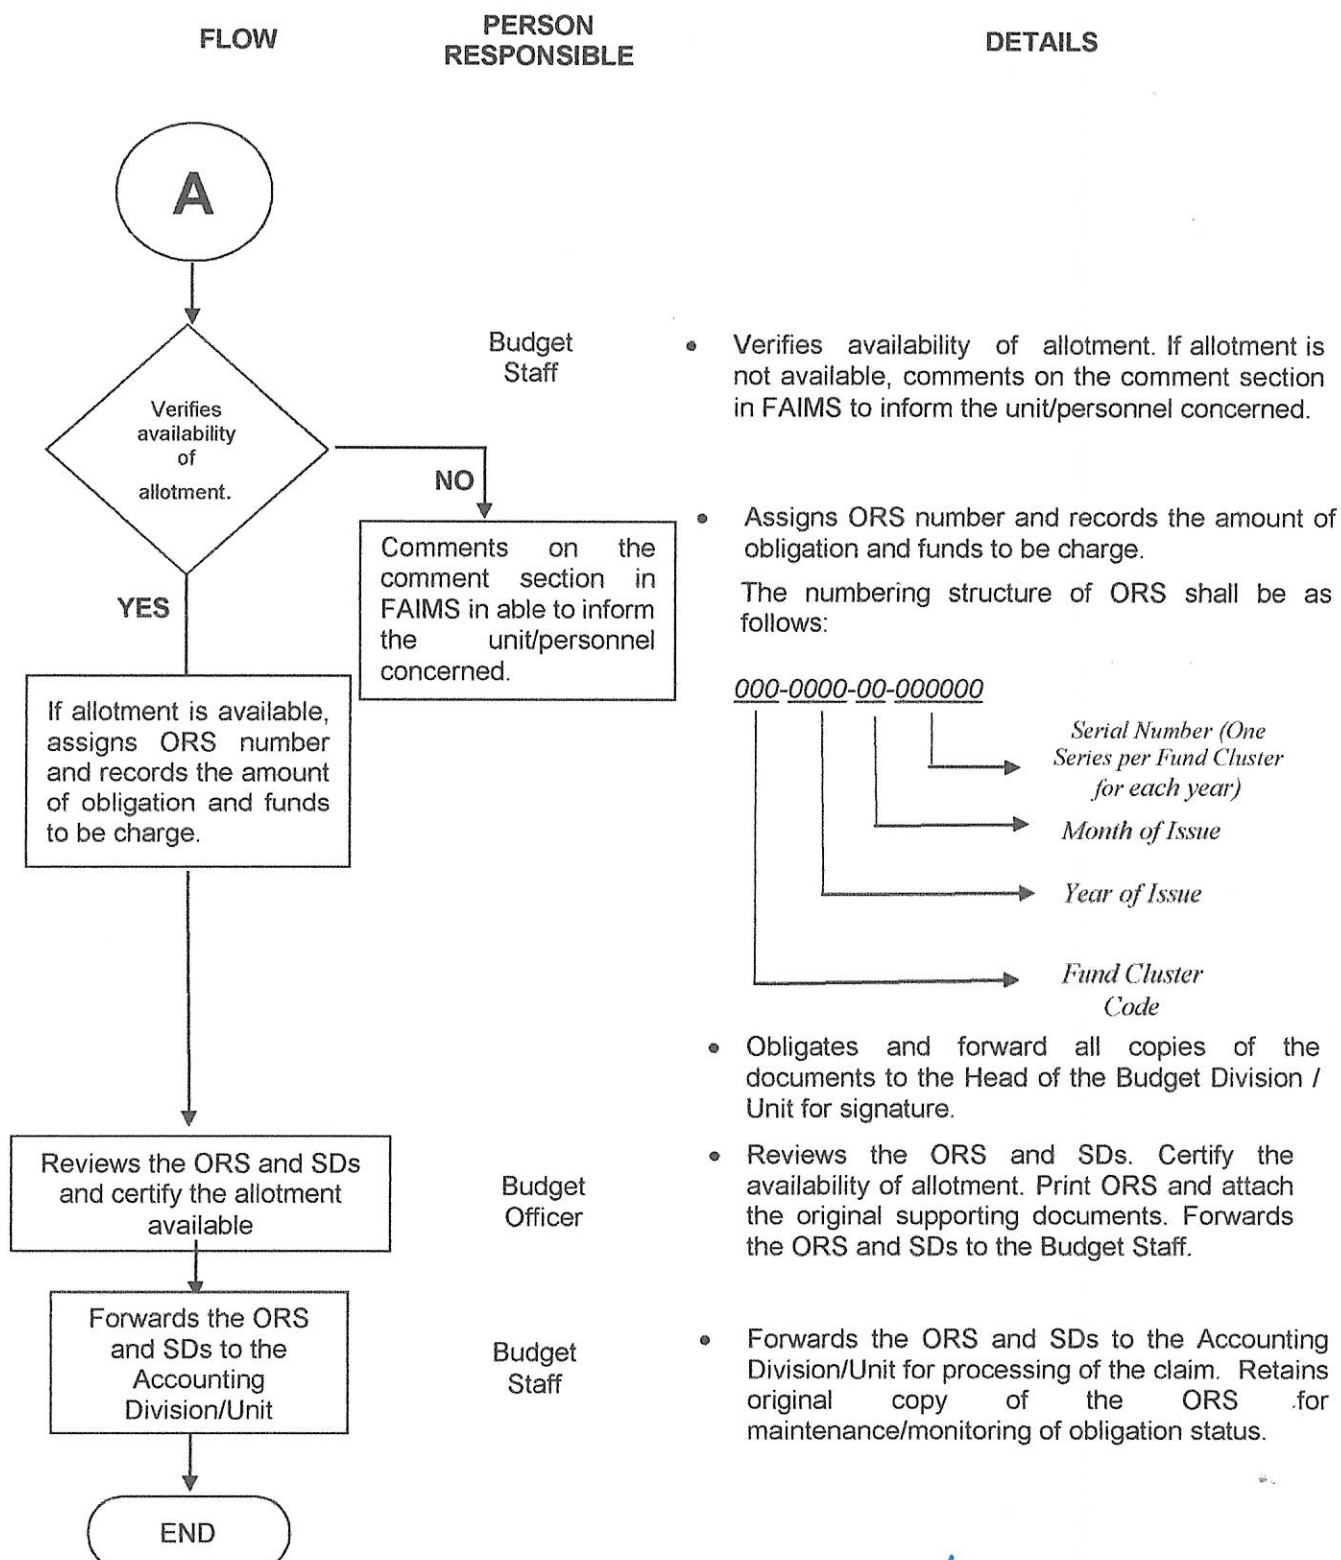 FLOW
PERSON
RESPONSIBLE
DETAILS
A
Verifies
availability
of
allotment.
NO
YES
Comments on the
comment section in
FAIMS in able to inform
the unit/personnel
concerned.
If allotment is available,
assigns ORS number
and records the amount
of obligation and funds
to be charge.
Budget
Staff
• Verifies availability of allotment. If allotment is
not available, comments on the comment section
in FAIMS to inform the unit/personnel concerned.
• Assigns ORS number and records the amount of
obligation and funds to be charge.
The numbering structure of ORS shall be as
follows:
000-0000-00-000000
Serial Number (One
Series per Fund Cluster
for each year)
Month of Issue
Year of Issue
Fund Cluster
Code
• Obligates and forward all copies of the
documents to the Head of the Budget Division /
Unit for signature.
Reviews the ORS and SDs
and certify the allotment
available
Budget
Officer
• Reviews the ORS and SDs. Certify the
availability of allotment. Print ORS and attach
the original supporting documents. Forwards
the ORS and SDs to the Budget Staff.
Forwards the ORS
and SDs to the
Accounting
Division/Unit
Budget
Staff
• Forwards the ORS and SDs to the Accounting
Division/Unit for processing of the claim. Retains
original copy of the ORS for
maintenance/monitoring of obligation status.
END